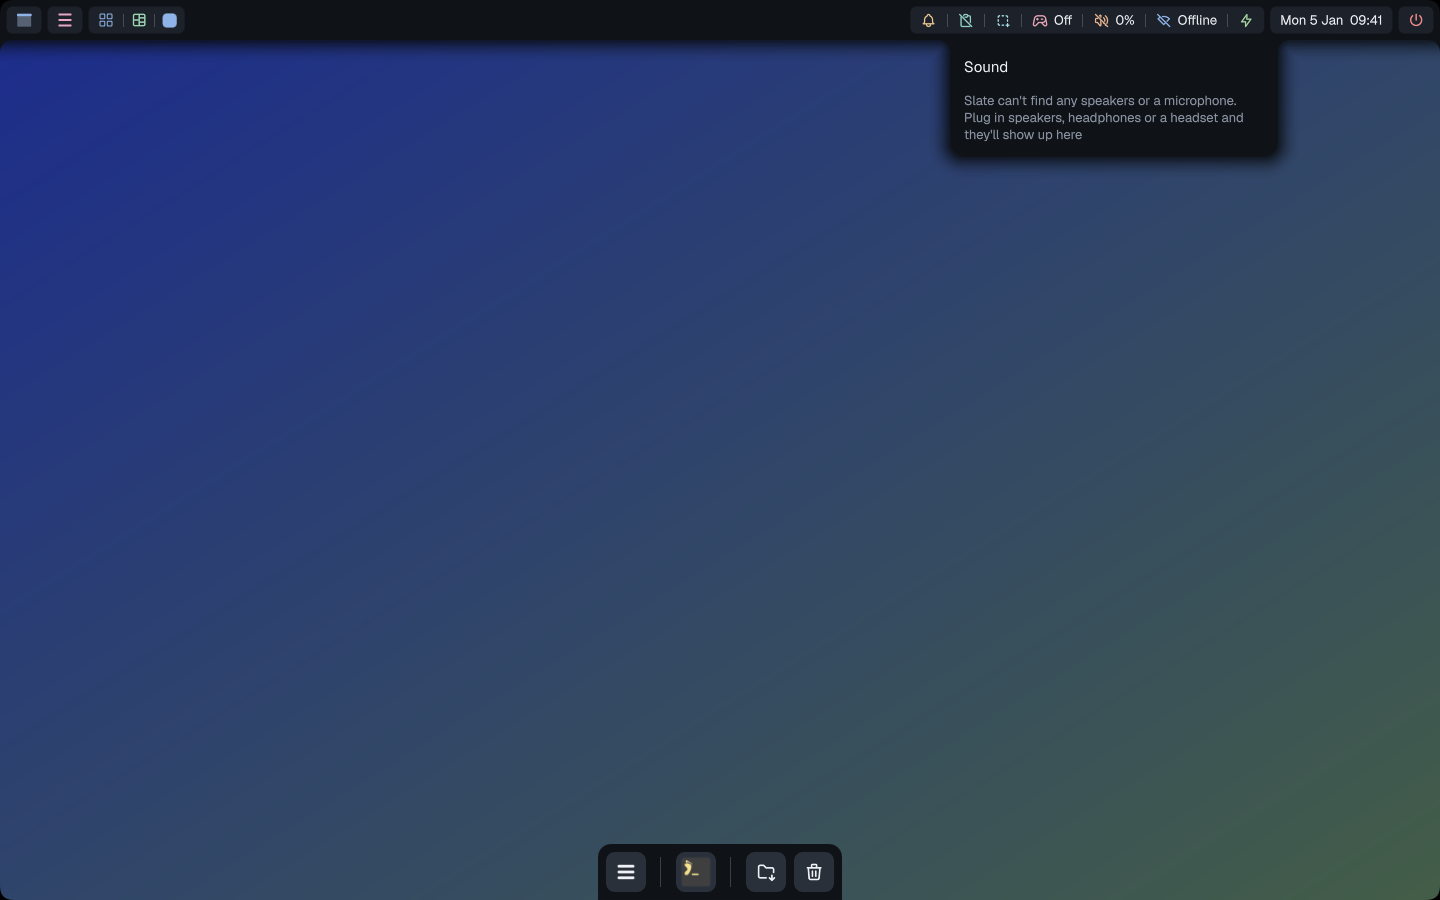 Off
0%
Offline
Mon 5 Jan 09:41
Sound
Slate can't find any speakers or a microphone.
Plug in speakers, headphones or a headset and
they'll show up here